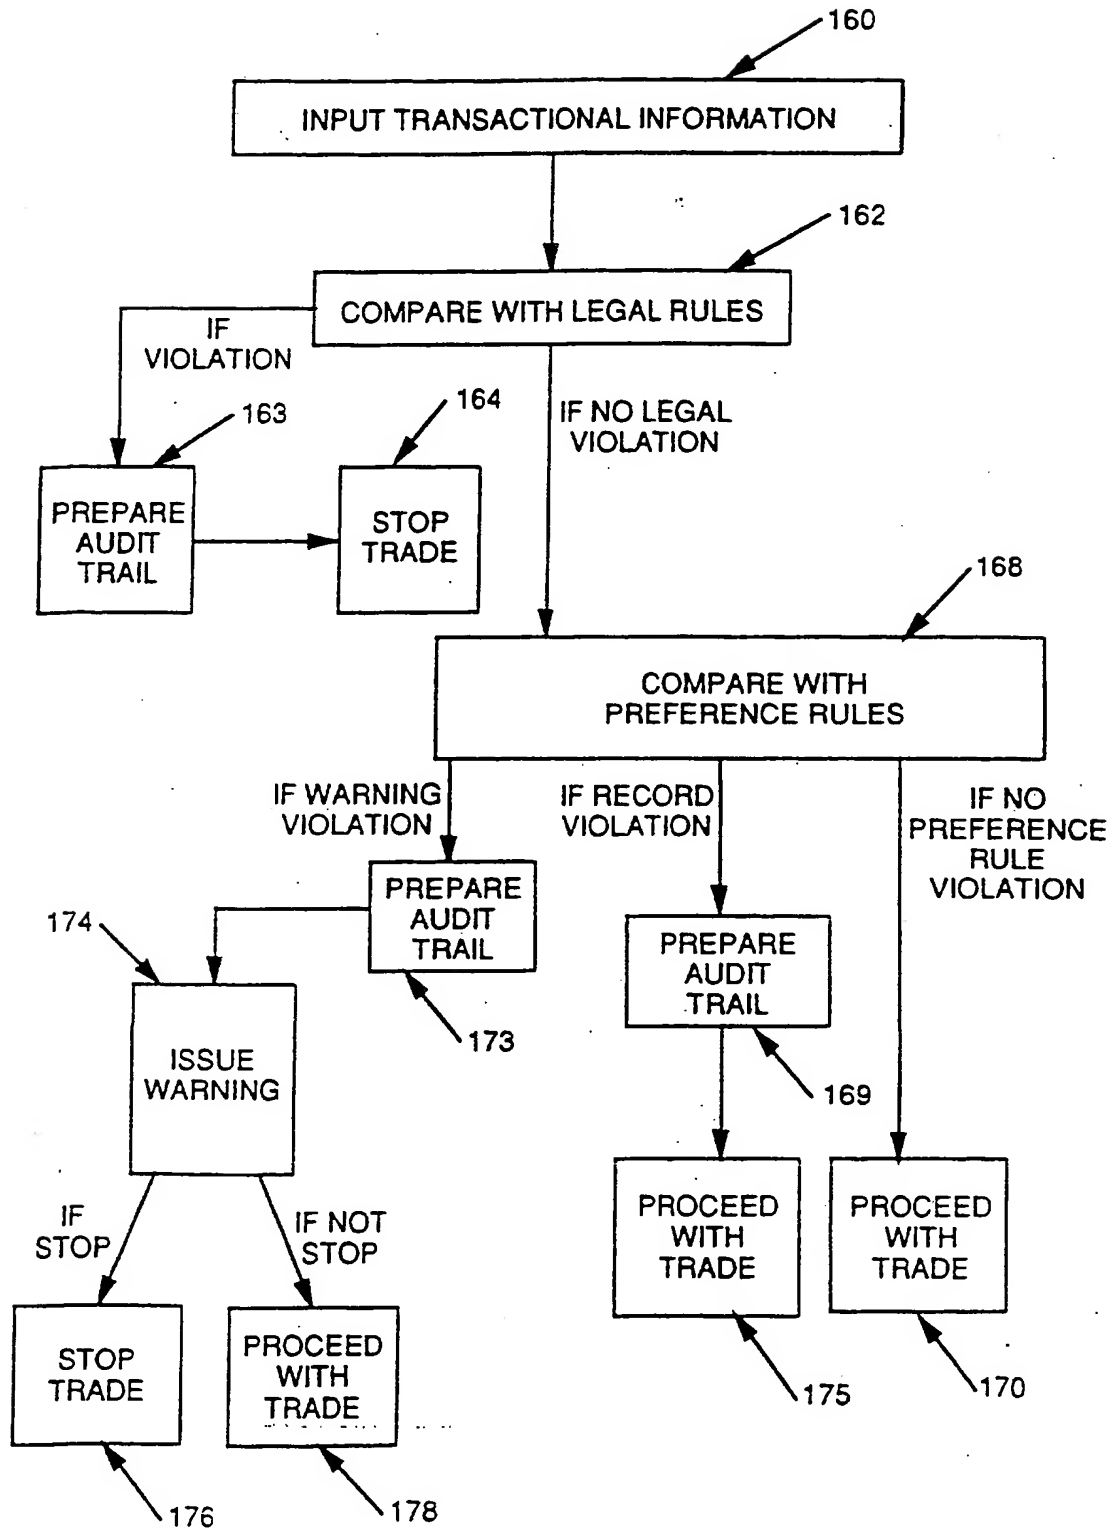 160
INPUT TRANSACTIONAL INFORMATION
162
COMPARE WITH LEGAL RULES
IF
VIOLATION
163
164
IF NO LEGAL
VIOLATION
PREPARE
AUDIT
TRAIL
STOP
TRADE
168
COMPARE WITH
PREFERENCE RULES
IF WARNING
VIOLATION
IF RECORD
VIOLATION
IF NO
PREFERENCE
RULE
VIOLATION
PREPARE
AUDIT
TRAIL
173
174
ISSUE
WARNING
PREPARE
AUDIT
TRAIL
169
IF
STOP
IF NOT
STOP
PROCEED
WITH
TRADE
175
PROCEED
WITH
TRADE
170
STOP
TRADE
176
PROCEED
WITH
TRADE
178